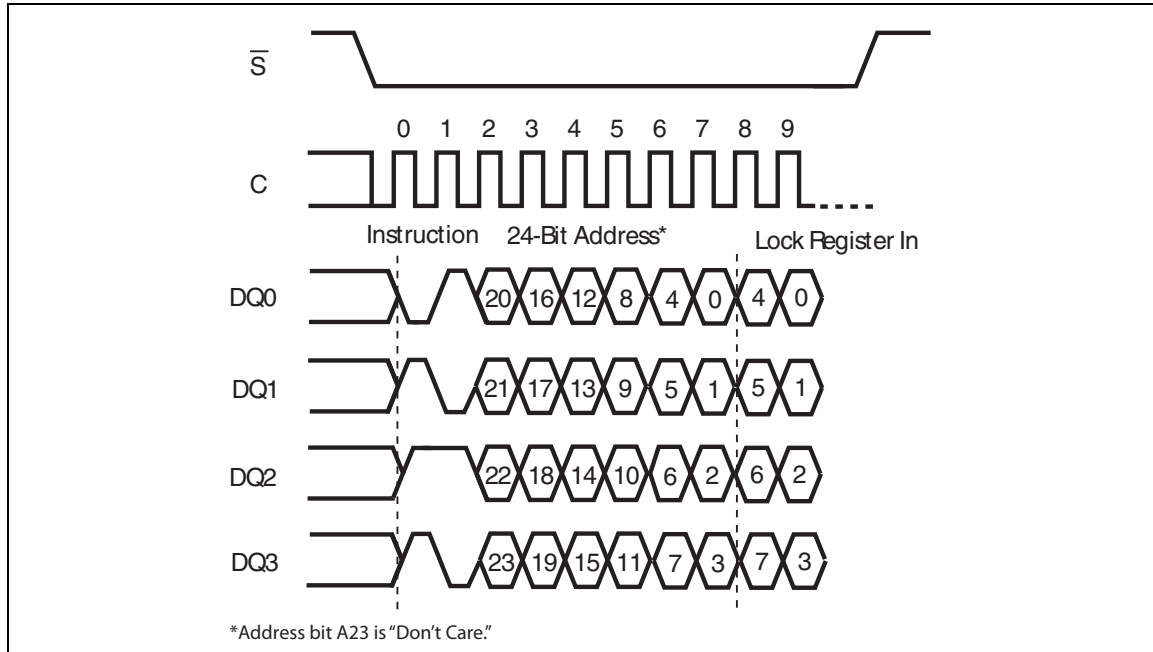 S
0 1 2 3 4 5 6 7 8 9
C
Instruction 24-Bit Address* Lock Register In
DQ0 20 16 12 8 4 0 4 0
DQ1 21 17 13 9 5 1 5 1
DQ2 22 18 14 10 6 2 6 2
DQ3 23 19 15 11 7 3 7 3
*Address bit A23 is “Don’t Care.”